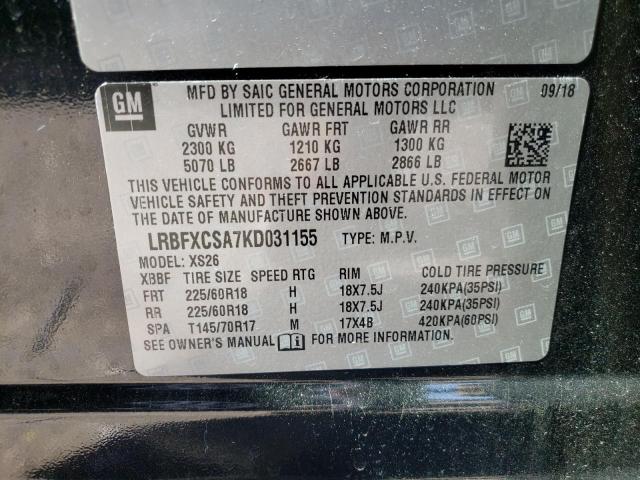 GM
MFD BY SAIC GENERAL MOTORS CORPORATION 09/18
LIMITED FOR GENERAL MOTORS LLC
GVWR GAWR FRT GAWR RR
2300 KG 1210 KG 1300 KG
5070 LB 2667 LB 2866 LB
THIS VEHICLE CONFORMS TO ALL APPLICABLE U.S. FEDERAL MOTOR
VEHICLE SAFETY AND THEFT PREVENTION STANDARDS IN EFFECT ON
THE DATE OF MANUFACTURE SHOWN ABOVE.
LRBFXCSA7KD031155 TYPE: M.P.V.
MODEL: XS26
XBBF TIRE SIZE SPEED RTG RIM COLD TIRE PRESSURE
FRT 225/60R18 H 18X7.5J 240KPA(35PSI)
RR 225/60R18 H 18X7.5J 240KPA(35PSI)
SPA T145/70R17 M 17X4B 420KPA(60PSI)
SEE OWNER'S MANUAL FOR MORE INFORMATION.